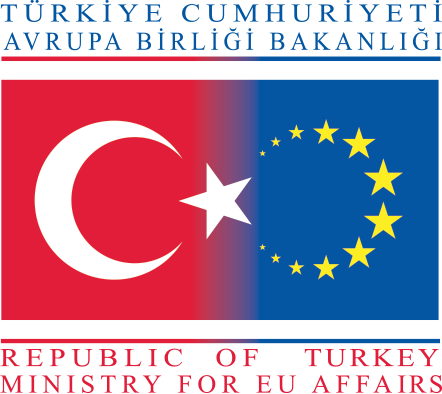 TÜRKİYE CUMHURİYETİ
AVRUPA BİRLİĞİ BAKANLIĞI
REPUBLIC OF TURKEY
MINISTRY FOR EU AFFAIRS